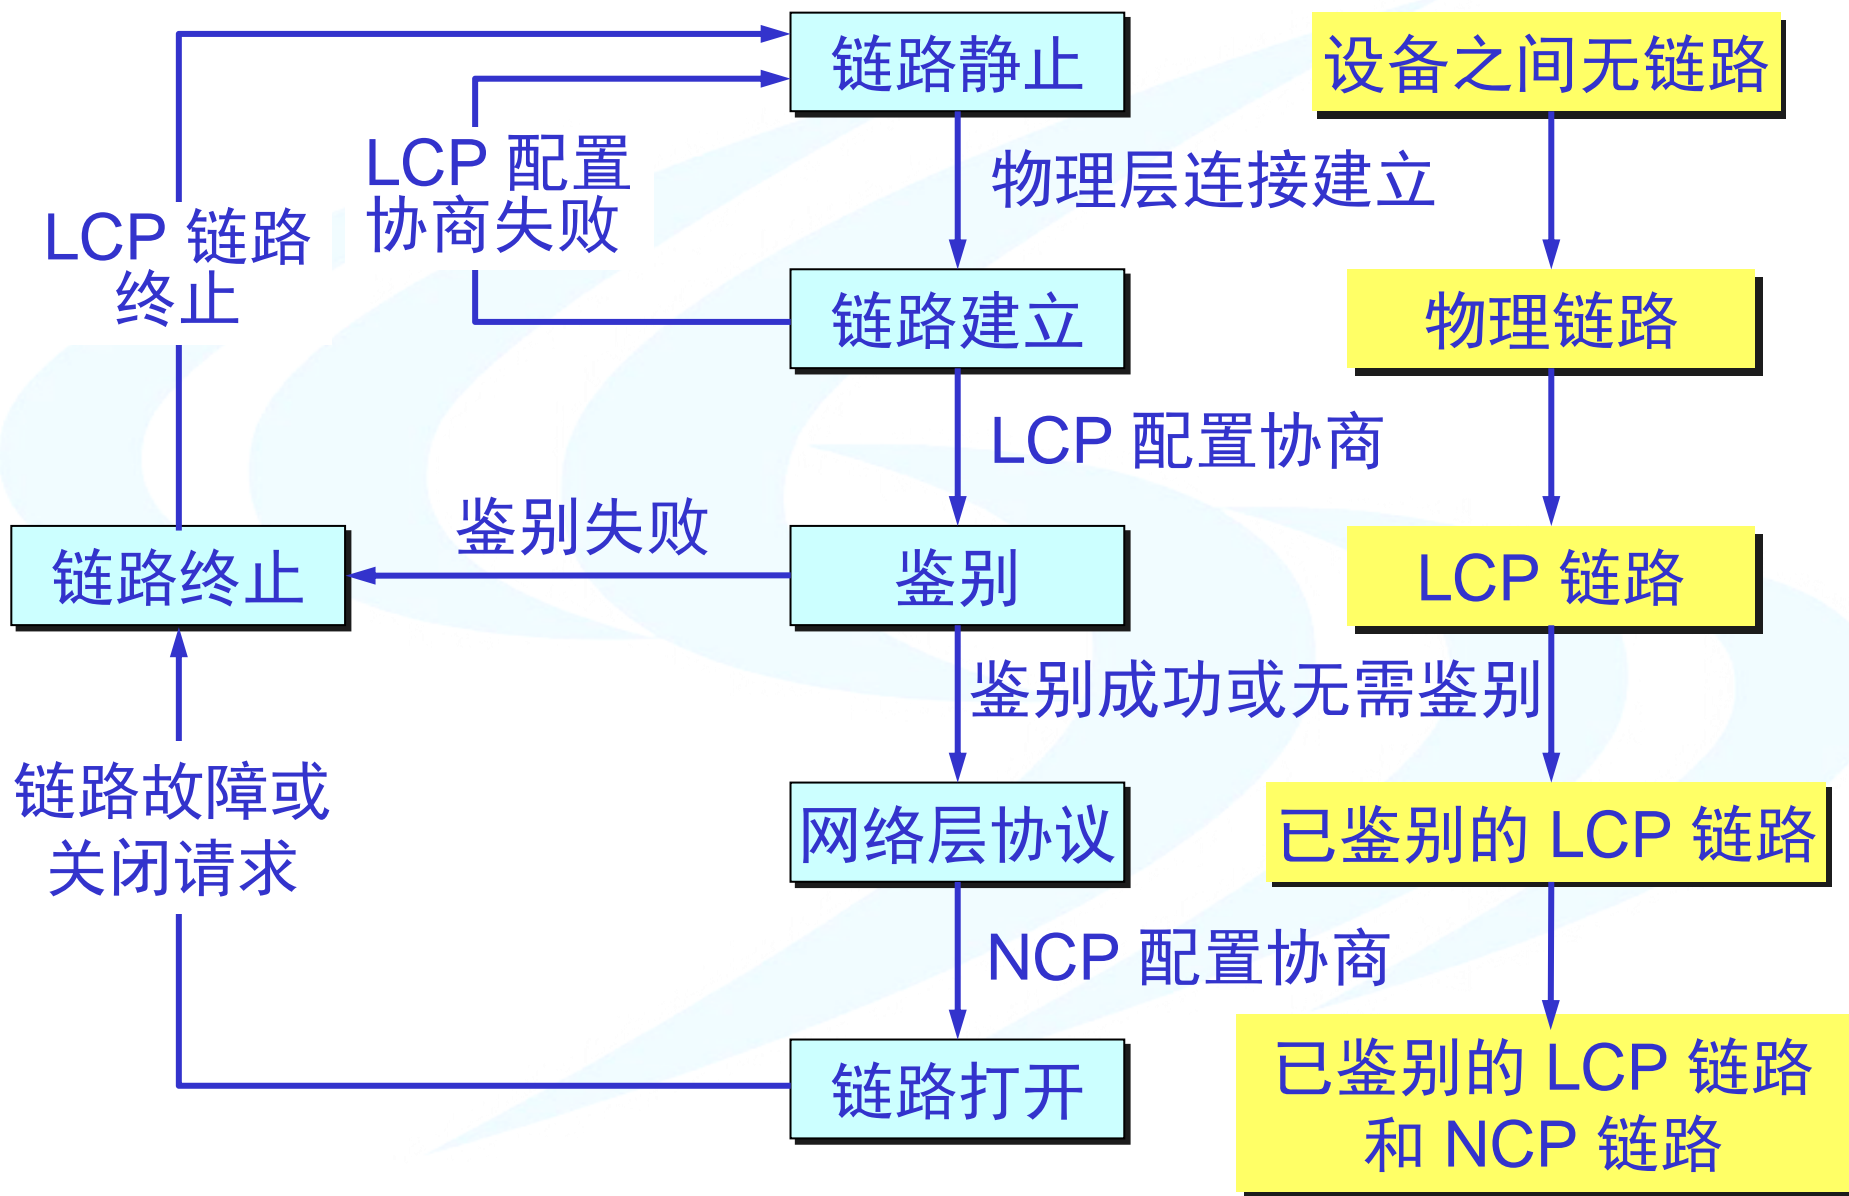 链路静止
设备之间无链路
LCP 配置
协商失败
物理层连接建立
LCP 链路
终止
链路建立
物理链路
LCP 配置协商
鉴别失败
链路终止
鉴别
LCP 链路
鉴别成功或无需鉴别
链路故障或
关闭请求
网络层协议
已鉴别的 LCP 链路
NCP 配置协商
链路打开
已鉴别的 LCP 链路
和 NCP 链路